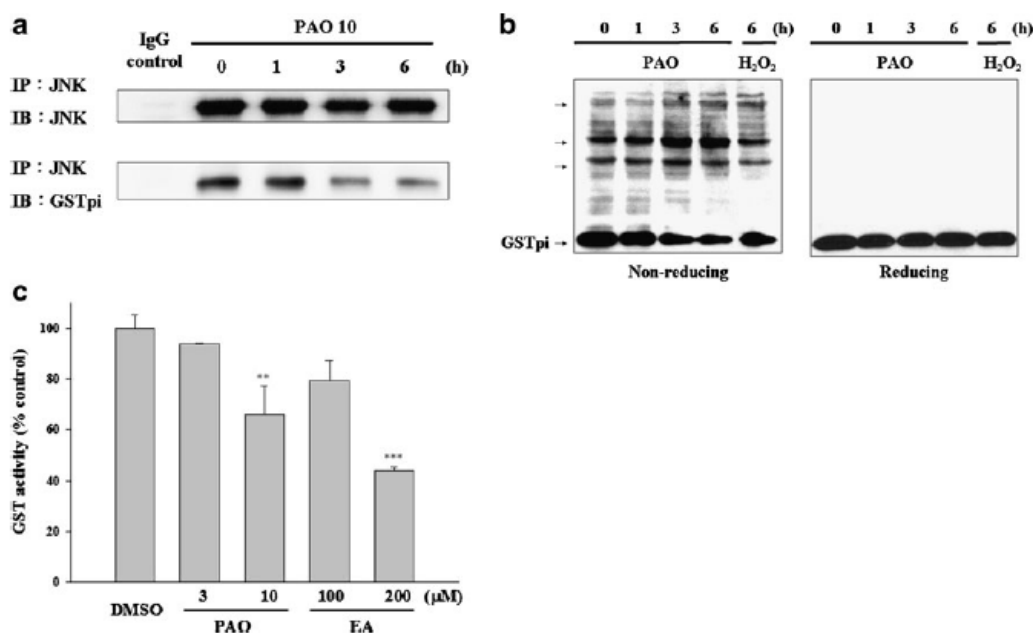 a
IgG control
PAO 10
0 1 3 6 (h)
IP : JNK
IB : JNK
IP : JNK
IB : GSTpi
b
0 1 3 6 6 (h)
PAO H₂O₂
GSTpi
Non-reducing
0 1 3 6 6 (h)
PAO H₂O₂
Reducing
c
GST activity (% control)
100
80
60
40
20
0
**
***
DMSO
3 10 100 200 (μM)
PAO EA